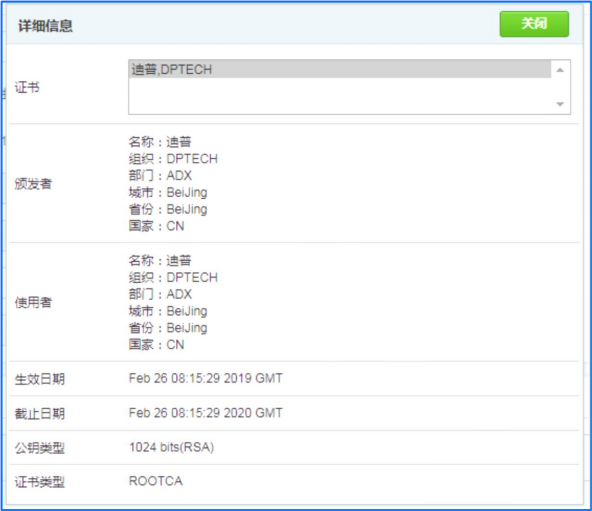 详细信息
关闭
证书
迪普,DPTECH
颁发者
名称：迪普
组织：DPTECH
部门：ADX
城市：BeiJing
省份：BeiJing
国家：CN
使用者
名称：迪普
组织：DPTECH
部门：ADX
城市：BeiJing
省份：BeiJing
国家：CN
生效日期
Feb 26 08:15:29 2019 GMT
截止日期
Feb 26 08:15:29 2020 GMT
公钥类型
1024 bits(RSA)
证书类型
ROOTCA